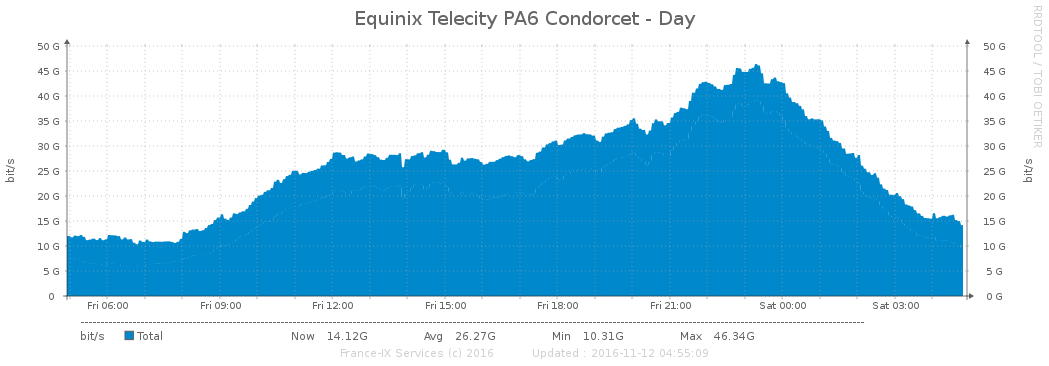 Equinix Telecity PA6 Condorcet - Day
RRDTOOL / TOBI OETIKER
bit/s
50 G 50 G
45 G 45 G
40 G 40 G
35 G 35 G
30 G 30 G
25 G 25 G
20 G 20 G
15 G 15 G
10 G 10 G
5 G 5 G
0 0 G
bit/s
Fri 06:00 Fri 09:00 Fri 12:00 Fri 15:00 Fri 18:00 Fri 21:00 Sat 00:00 Sat 03:00
bit/s Total Now 14.12G Avg 26.27G Min 10.31G Max 46.34G
France-IX Services (c) 2016 Updated : 2016-11-12 04:55:09